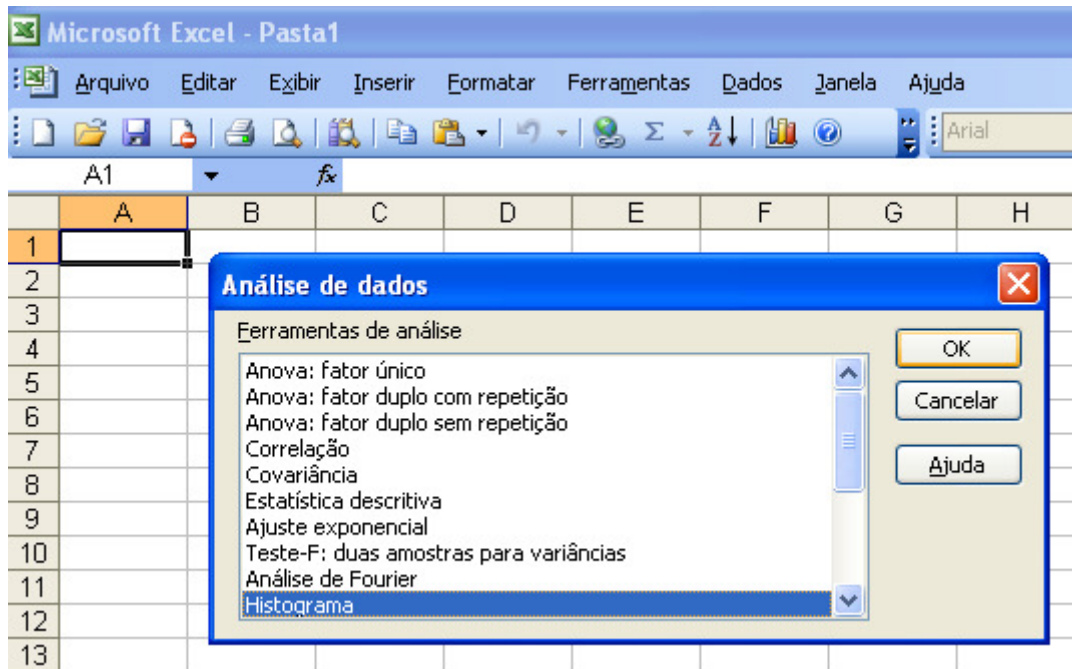 Microsoft Excel - Pasta1
Arquivo Editar Exibir Inserir Formatar Ferramentas Dados Janela Ajuda
Σ A Z Arial
A1 fx
A B C D E F G H
1
2
Análise de dados
3
Ferramentas de análise
4
OK
Anova: fator único
5
Anova: fator duplo com repetição
Cancelar
6
Anova: fator duplo sem repetição
7
Correlação
Ajuda
8
Covariância
Estatística descritiva
9
Ajuste exponencial
10
Teste-F: duas amostras para variâncias
11
Análise de Fourier
Histograma
12
13